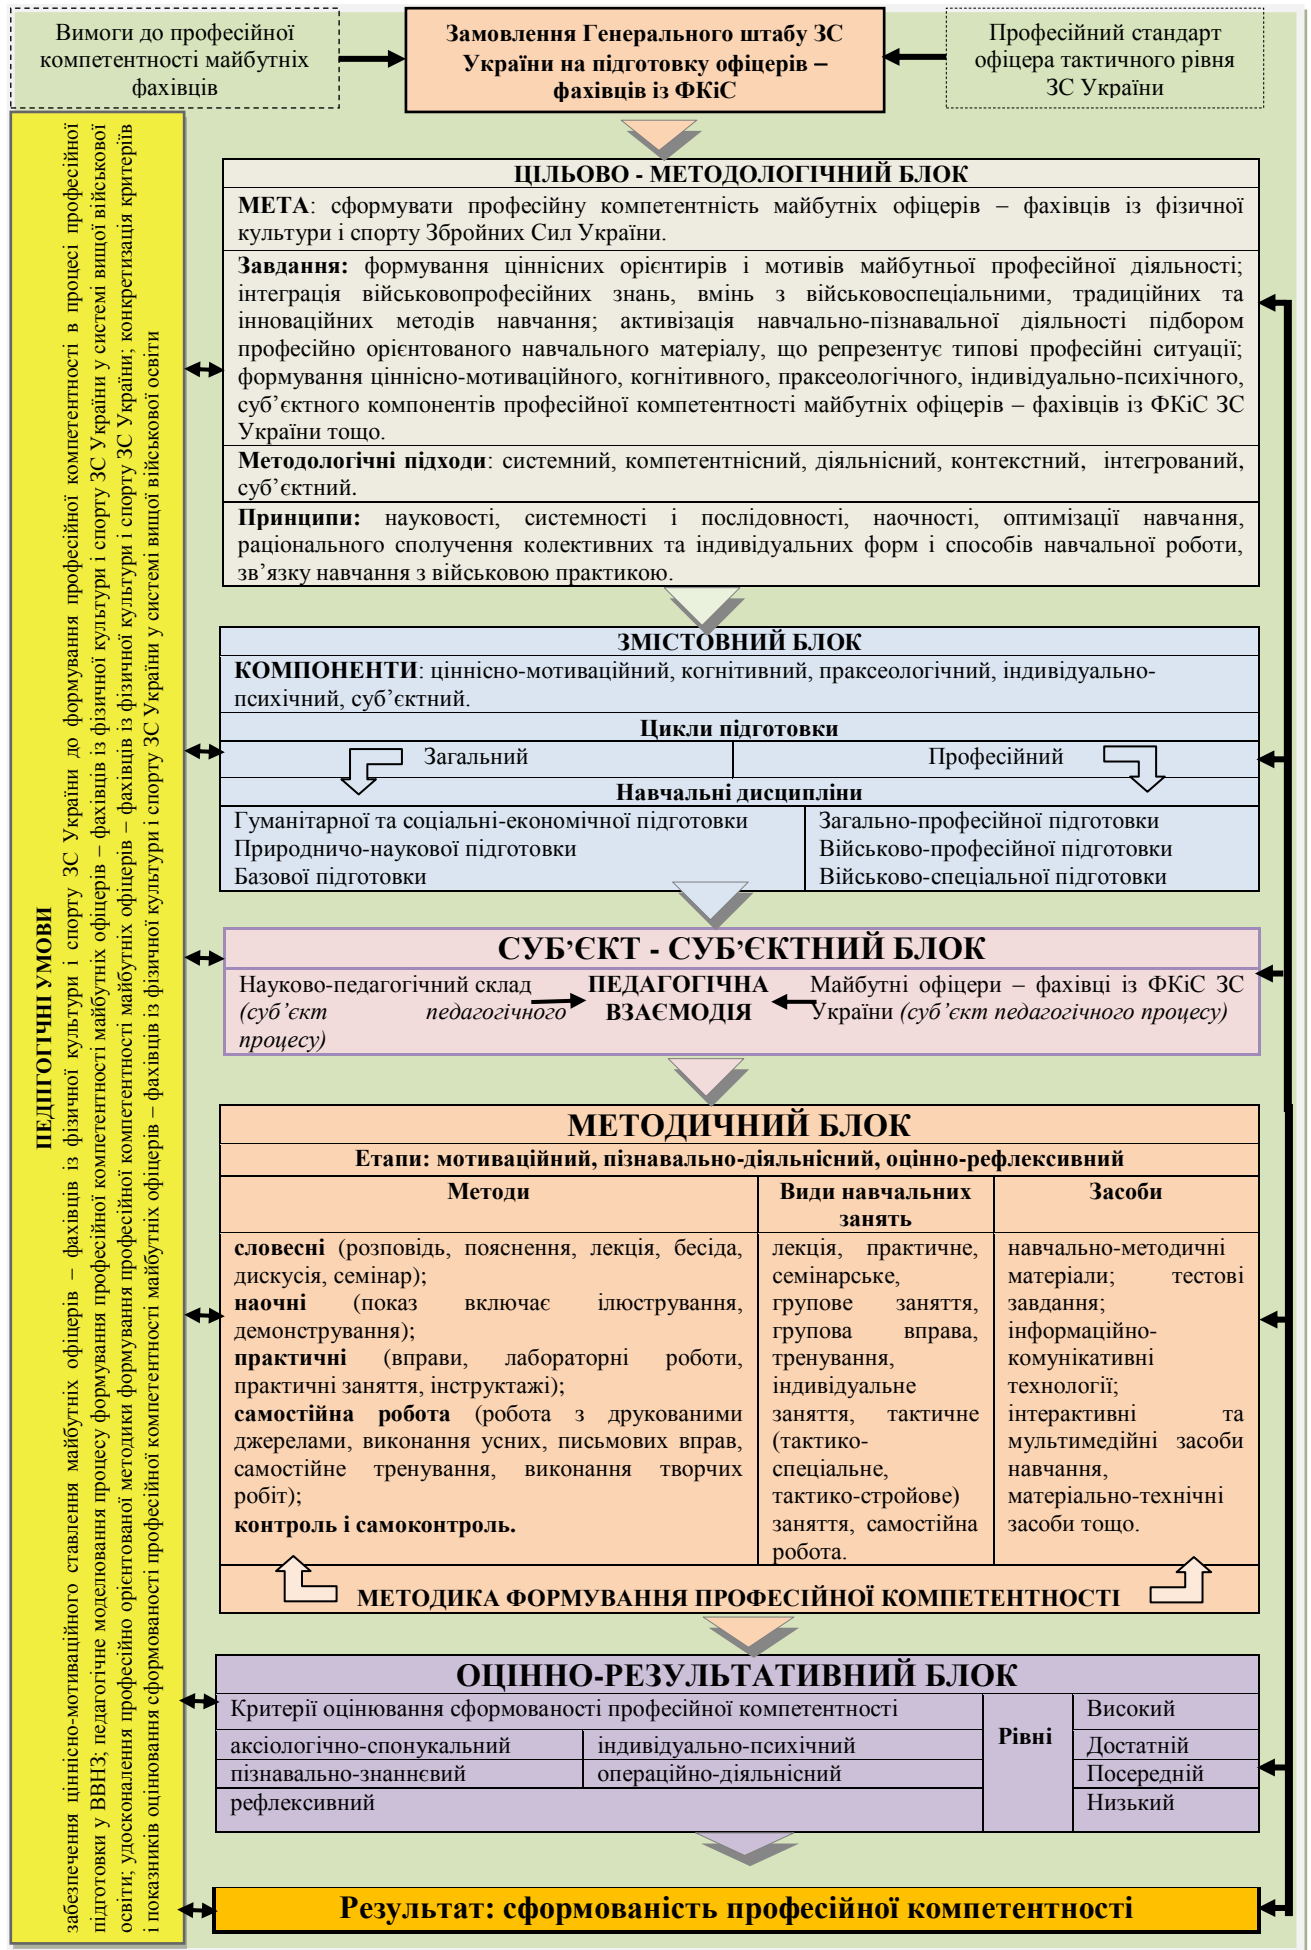 Вимоги до професійної
компетентності майбутніх
фахівців
Замовлення Генерального штабу ЗС
України на підготовку офіцерів –
фахівців із ФКіС
Професійний стандарт
офіцера тактичного рівня
ЗС України
ПЕДПГОГІЧНІ УМОВИ
забезпечення ціннісно-мотиваційного ставлення майбутніх офіцерів – фахівців із фізичної культури і спорту ЗС України до формування професійної компетентності в процесі професійної
підготовки у ВВНЗ; педагогічне моделювання процесу формування професійної компетентності майбутніх офіцерів – фахівців із фізичної культури і спорту ЗС України у системі вищої військової
освіти; удосконалення професійно орієнтованої методики формування професійної компетентності майбутніх офіцерів – фахівців із фізичної культури і спорту ЗС України; конкретизація критеріїв
і показників оцінювання сформованості професійної компетентності майбутніх офіцерів – фахівців із фізичної культури і спорту ЗС України у системі вищої військової освіти
ЦІЛЬОВО - МЕТОДОЛОГІЧНИЙ БЛОК
МЕТА: сформувати професійну компетентність майбутніх офіцерів – фахівців із фізичної
культури і спорту Збройних Сил України.
Завдання: формування ціннісних орієнтирів і мотивів майбутньої професійної діяльності;
інтеграція військовопрофесійних знань, вмінь з військовоспеціальними, традиційних та
інноваційних методів навчання; активізація навчально-пізнавальної діяльності підбором
професійно орієнтованого навчального матеріалу, що репрезентує типові професійні ситуації;
формування ціннісно-мотиваційного, когнітивного, праксеологічного, індивідуально-психічного,
суб’єктного компонентів професійної компетентності майбутніх офіцерів – фахівців із ФКіС ЗС
України тощо.
Методологічні підходи: системний, компетентнісний, діяльнісний, контекстний, інтегрований,
суб’єктний.
Принципи: науковості, системності і послідовності, наочності, оптимізації навчання,
раціонального сполучення колективних та індивідуальних форм і способів навчальної роботи,
зв’язку навчання з військовою практикою.
ЗМІСТОВНИЙ БЛОК
КОМПОНЕНТИ: ціннісно-мотиваційний, когнітивний, праксеологічний, індивідуально-
психічний, суб’єктний.
Цикли підготовки
Загальний
Професійний
Навчальні дисципліни
Гуманітарної та соціальні-економічної підготовки
Природничо-наукової підготовки
Базової підготовки
Загально-професійної підготовки
Військово-професійної підготовки
Військово-спеціальної підготовки
СУБ’ЄКТ - СУБ’ЄКТНИЙ БЛОК
Науково-педагогічний склад
(суб’єкт педагогічного
процесу)
ПЕДАГОГІЧНА
ВЗАЄМОДІЯ
Майбутні офіцери – фахівці із ФКіС ЗС
України (суб’єкт педагогічного процесу)
МЕТОДИЧНИЙ БЛОК
Етапи: мотиваційний, пізнавально-діяльнісний, оцінно-рефлексивний
Методи
словесні (розповідь, пояснення, лекція, бесіда,
дискусія, семінар);
наочні (показ включає ілюстрування,
демонстрування);
практичні (вправи, лабораторні роботи,
практичні заняття, інструктажі);
самостійна робота (робота з друкованими
джерелами, виконання усних, письмових вправ,
самостійне тренування, виконання творчих
робіт);
контроль і самоконтроль.
Види навчальних
занять
лекція, практичне,
семінарське,
групове заняття,
групова вправа,
тренування,
індивідуальне
заняття, тактичне
(тактико-
спеціальне,
тактико-стройове)
заняття, самостійна
робота.
Засоби
навчально-методичні
матеріали; тестові
завдання;
інформаційно-
комунікативні
технології;
інтерактивні та
мультимедійні засоби
навчання,
матеріально-технічні
засоби тощо.
МЕТОДИКА ФОРМУВАННЯ ПРОФЕСІЙНОЇ КОМПЕТЕНТНОСТІ
ОЦІННО-РЕЗУЛЬТАТИВНИЙ БЛОК
Критерії оцінювання сформованості професійної компетентності
аксіологічно-спонукальний
індивідуально-психічний
пізнавально-знаннєвий
операційно-діяльнісний
рефлексивний
Рівні
Високий
Достатній
Посередній
Низький
Результат: сформованість професійної компетентності